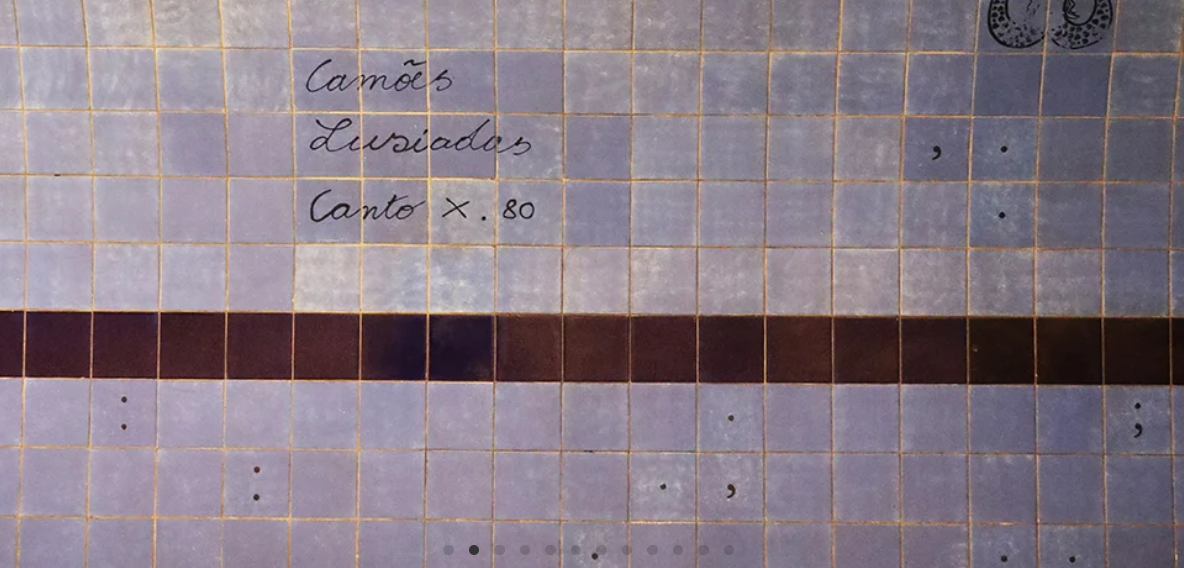 Camões
Lusiadas
Canto X. 80
, .
.
: . ;
: . ,
. . .